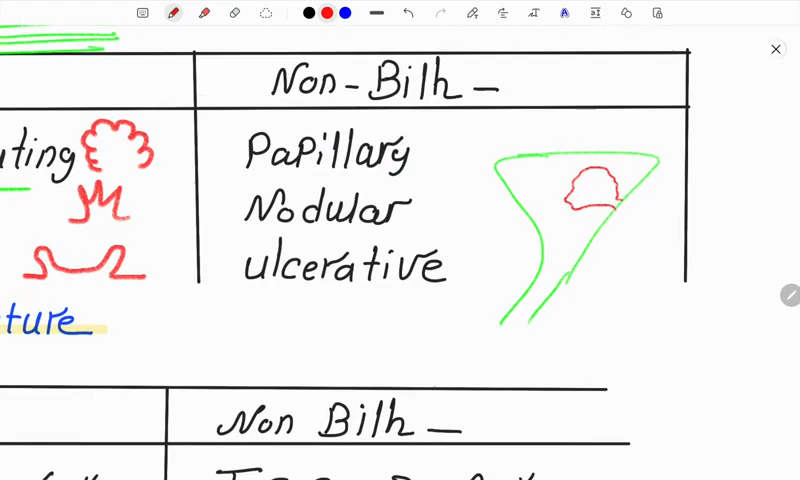 Non-Bilh-
uting Papillary
Nodular
ulcerative
ture
Non Bilh-